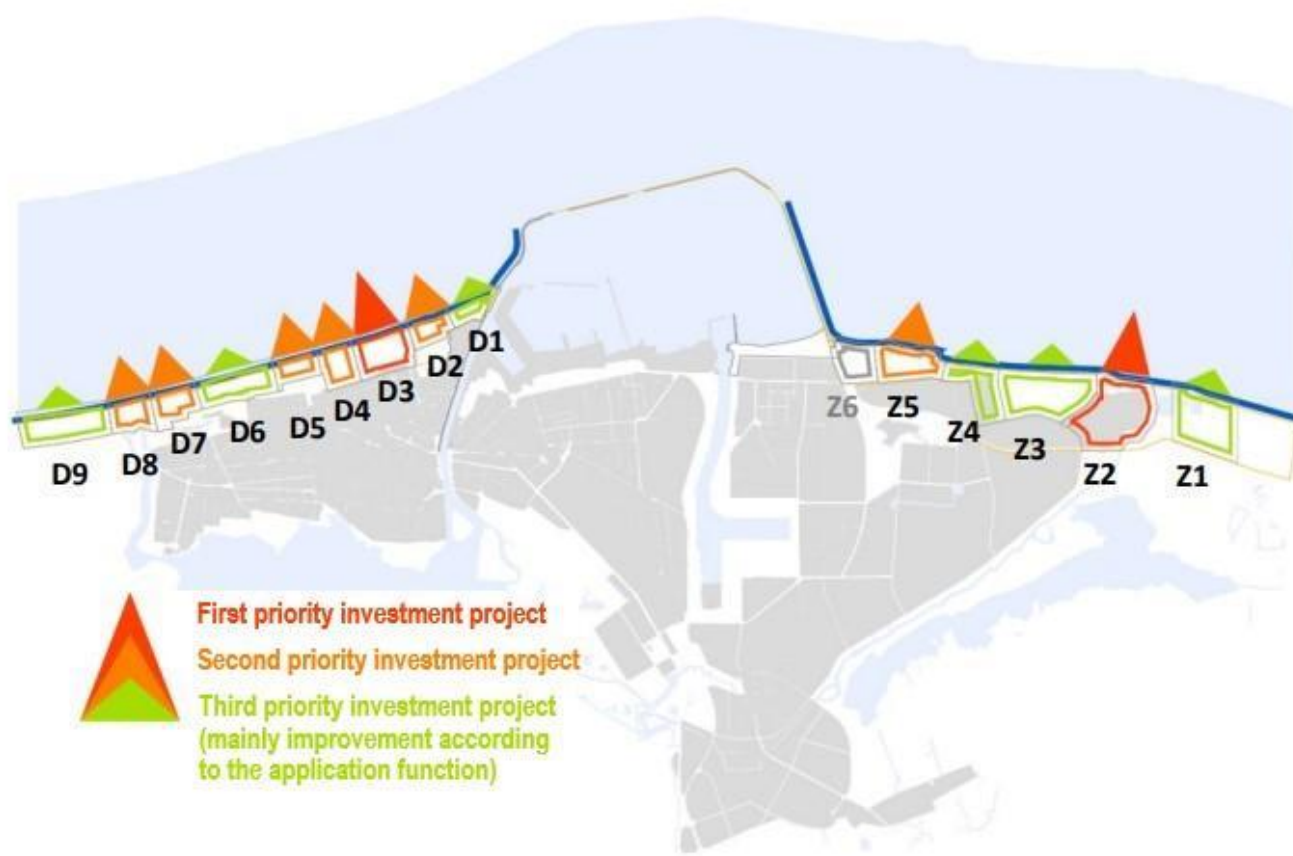 D1
D2
D3
D4
D5
D6
D7
D8
D9
Z6
Z5
Z4
Z3
Z2
Z1
First priority investment project
Second priority investment project
Third priority investment project
(mainly improvement according
to the application function)